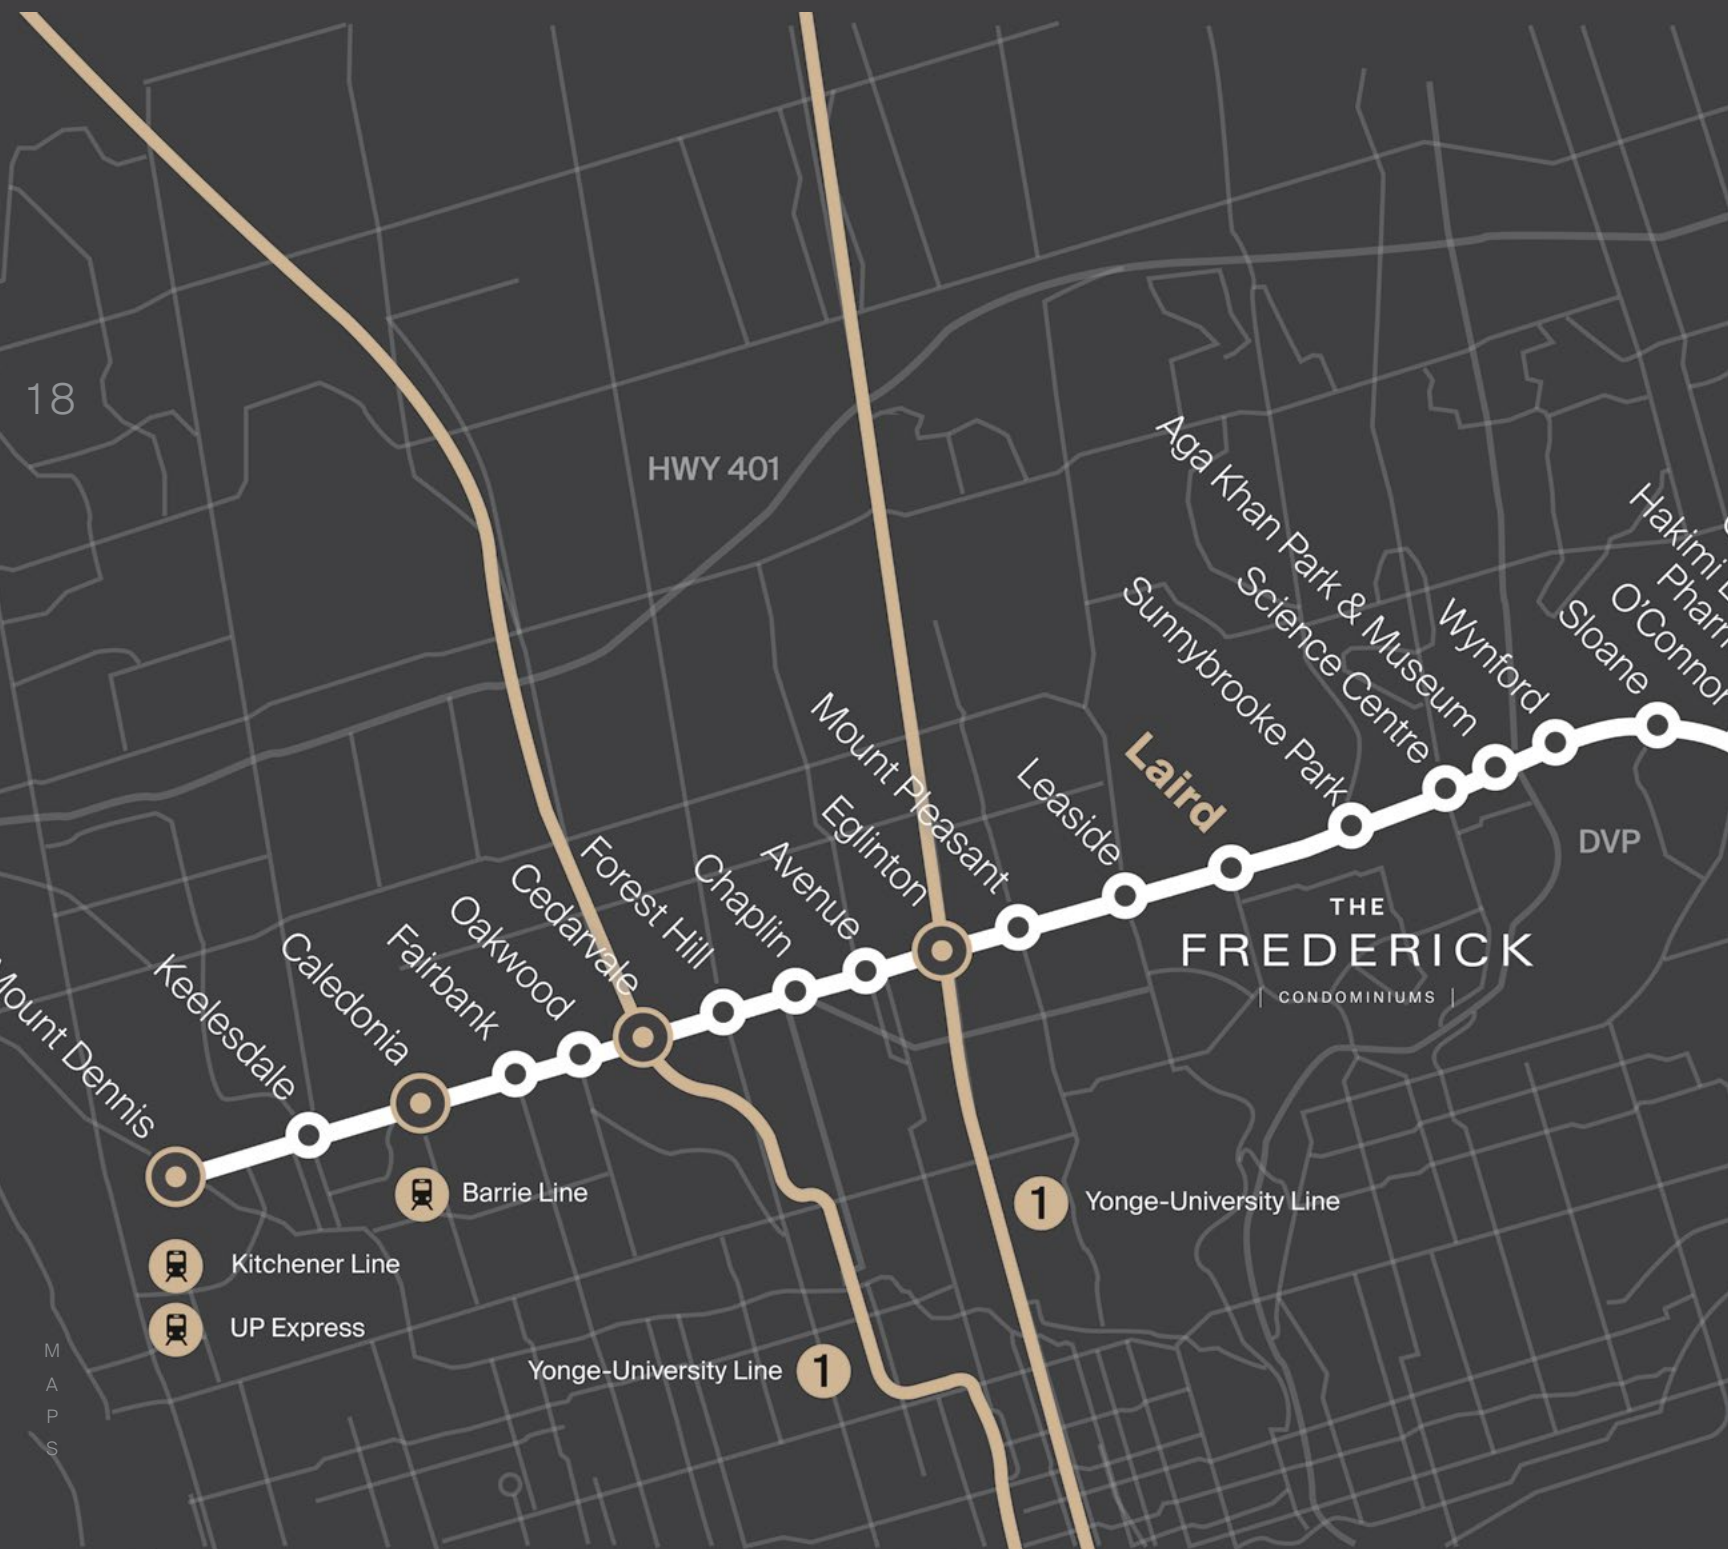 18
HWY 401
Mount Dennis
Keelesdale
Caledonia
Fairbank
Oakwood
Cedarvale
Forest Hill
Chaplin
Avenue
Eglinton
Mount Pleasant
Leaside
Laird
Sunnybrooke Park
Science Centre
Aga Khan Park & Museum
Wynford
Sloane
O'Connor
Hakimi
DVP
THE
FREDERICK
| CONDOMINIUMS |
Barrie Line
Kitchener Line
UP Express
1 Yonge-University Line
Yonge-University Line 1
MAPS